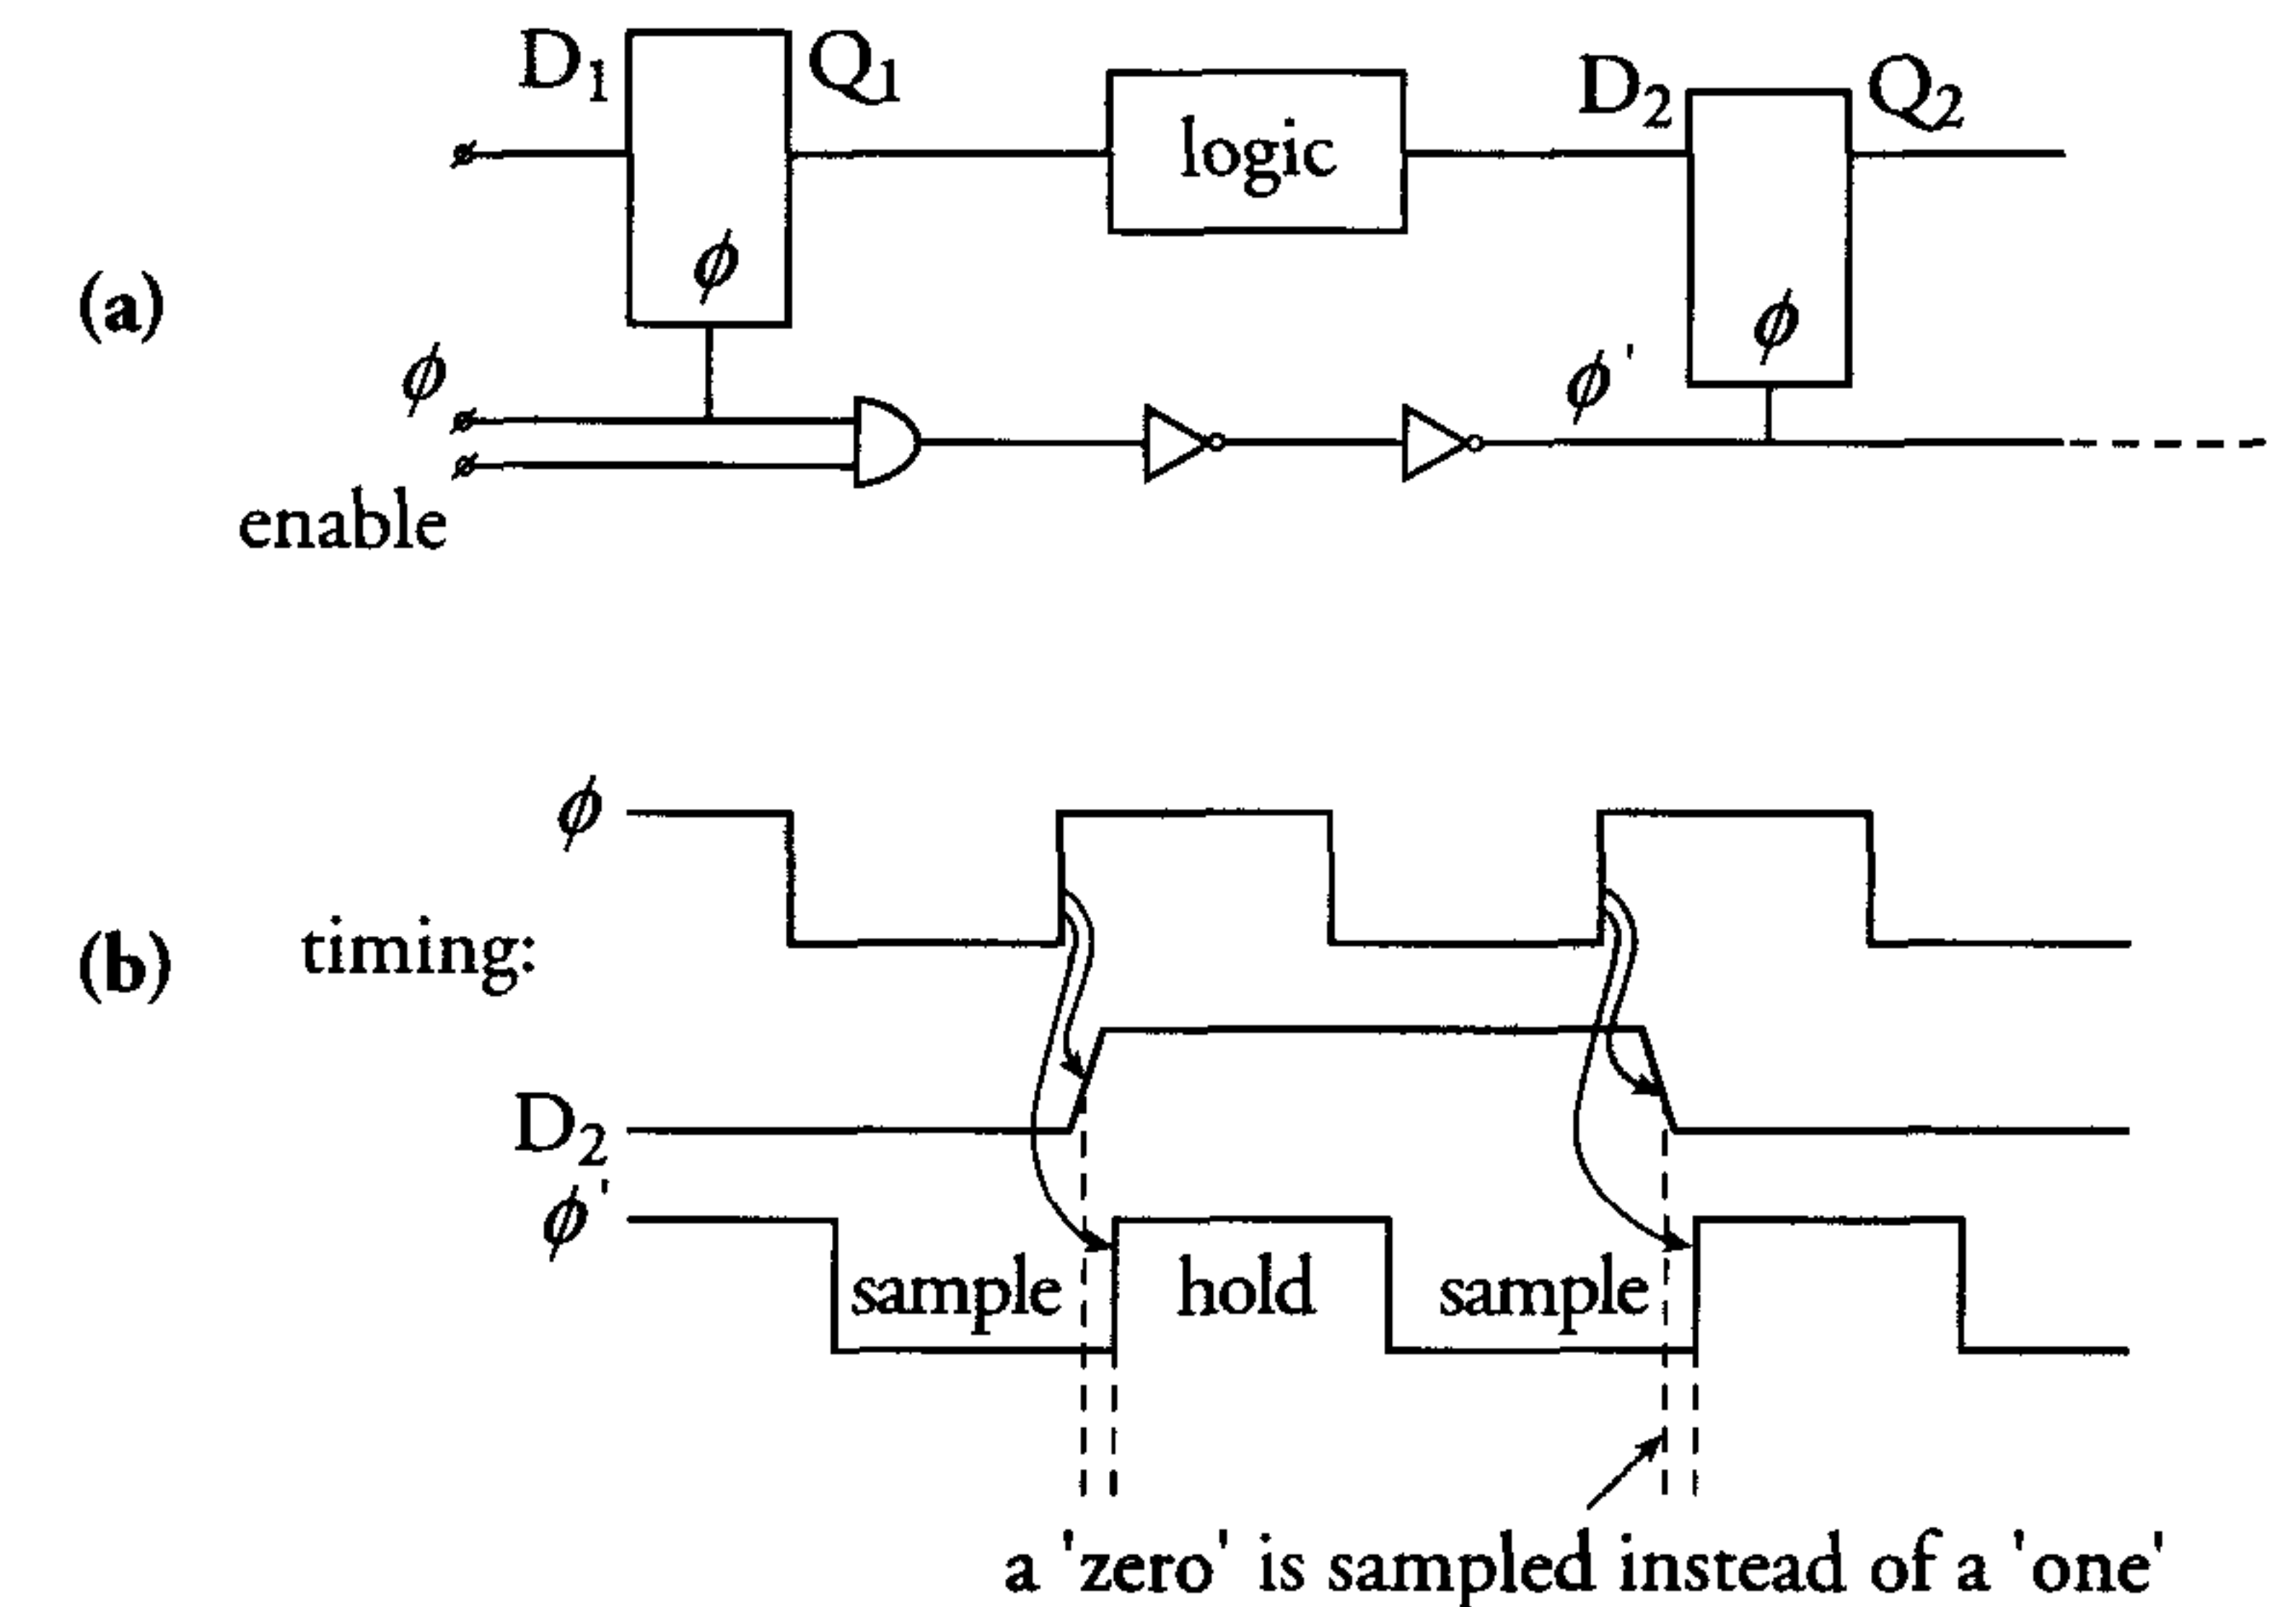 D₁ Q₁
logic
D₂ Q₂
ϕ
ϕ
(a)
ϕ
ϕ'
enable
ϕ
(b) timing:
D₂
ϕ'
sample hold sample
a 'zero' is sampled instead of a 'one'